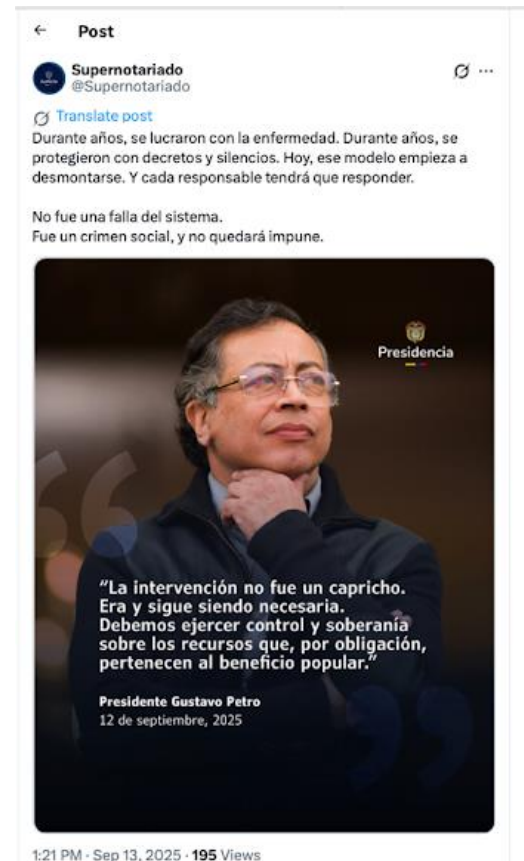 ← Post
Supernotariado
@Supernotariado
Translate post
Durante años, se lucraron con la enfermedad. Durante años, se
protegieron con decretos y silencios. Hoy, ese modelo empieza a
desmontarse. Y cada responsable tendrá que responder.
No fue una falla del sistema.
Fue un crimen social, y no quedará impune.
Presidencia
“La intervención no fue un capricho.
Era y sigue siendo necesaria.
Debemos ejercer control y soberanía
sobre los recursos que, por obligación,
pertenecen al beneficio popular.”
Presidente Gustavo Petro
12 de septiembre, 2025
1:21 PM · Sep 13, 2025 · 195 Views